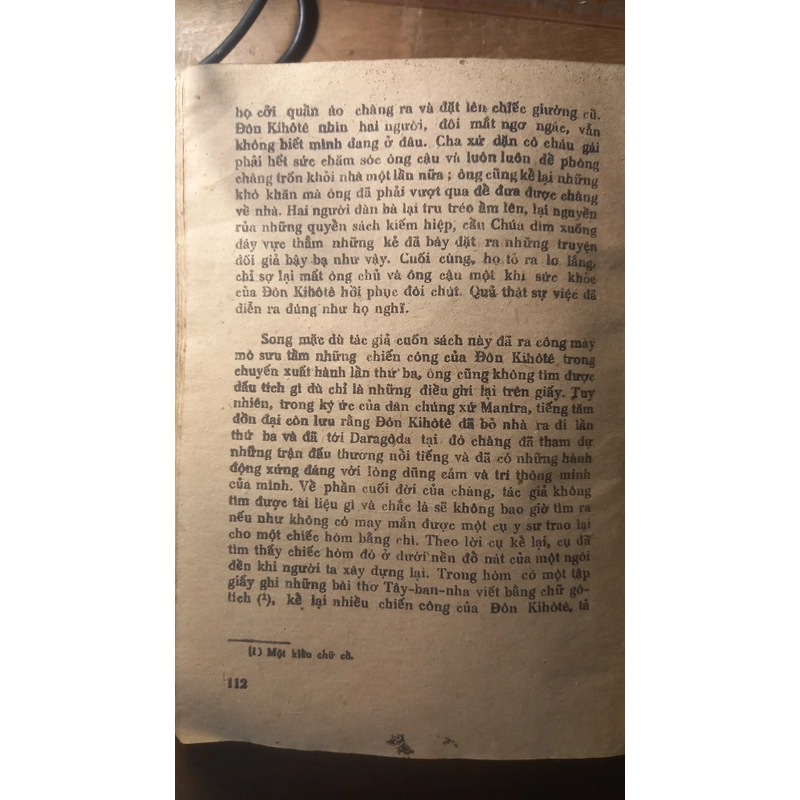 họ cỡi quần áo chàng ra và đặt lên chiếc giường cũ.
Đôn Kihôtê nhìn hai người, đôi mắt ngơ ngác, vẫn
không biết mình đang ở đâu. Cha xứ dặn cô cháu gái
phải hết sức chăm sóc ông cậu và luôn luôn đề phòng
chàng trốn khỏi nhà một lần nữa ; ông cũng kể lại những
khó khăn mà ông đã phải vượt qua để đưa được chàng
về nhà. Hai người đàn bà lại tru tréo ầm lên, lại nguyền
rủa những quyển sách kiếm hiệp, cầu Chúa dìm xuống
đáy vực thẳm những kẻ đã bày đặt ra những truyện
dối giả bậy bạ như vậy. Cuối cùng, họ tỏ ra lo lắng,
chỉ sợ lại mất ông chủ và ông cậu một khi sức khỏe
của Đôn Kihôtê hồi phục đôi chút. Quả thật sự việc đã
diễn ra đúng như họ nghĩ.
Song mặc dù tác giả cuốn sách này đã ra công mày
mò sưu tầm những chiến công của Đôn Kihôtê trong
chuyến xuất hành lần thứ ba, ông cũng không tìm được
dấu tích gì dù chỉ là những điều ghi lại trên giấy. Tuy
nhiên, trong ký ức của dân chúng xứ Mantra, tiếng tăm
đồn đại còn lưu rằng Đôn Kihôtê đã bỏ nhà ra đi lần
thứ ba và đã tới Daragôda tại đó chàng đã tham dự
những trận đấu thương nổi tiếng và đã có những hành
động xứng đáng với lòng dũng cảm và trí thông minh
của mình. Về phần cuối đời của chàng, tác giả không
tìm được tài liệu gì và chắc là sẽ không bao giờ tìm ra
nếu như không có may mắn được một cụ y sư trao lại
cho một chiếc hòm bằng chì. Theo lời cụ kể lại, cụ đã
tìm thấy chiếc hòm đó ở dưới nền đổ nát của một ngôi
đền khi người ta xây dựng lại. Trong hòm có một tập
giấy ghi những bài thơ Tây-ban-nha viết bằng chữ gô-
tích (¹), kể lại nhiều chiến công của Đôn Kihôtê, tả
(1) Một kiểu chữ cổ.
112